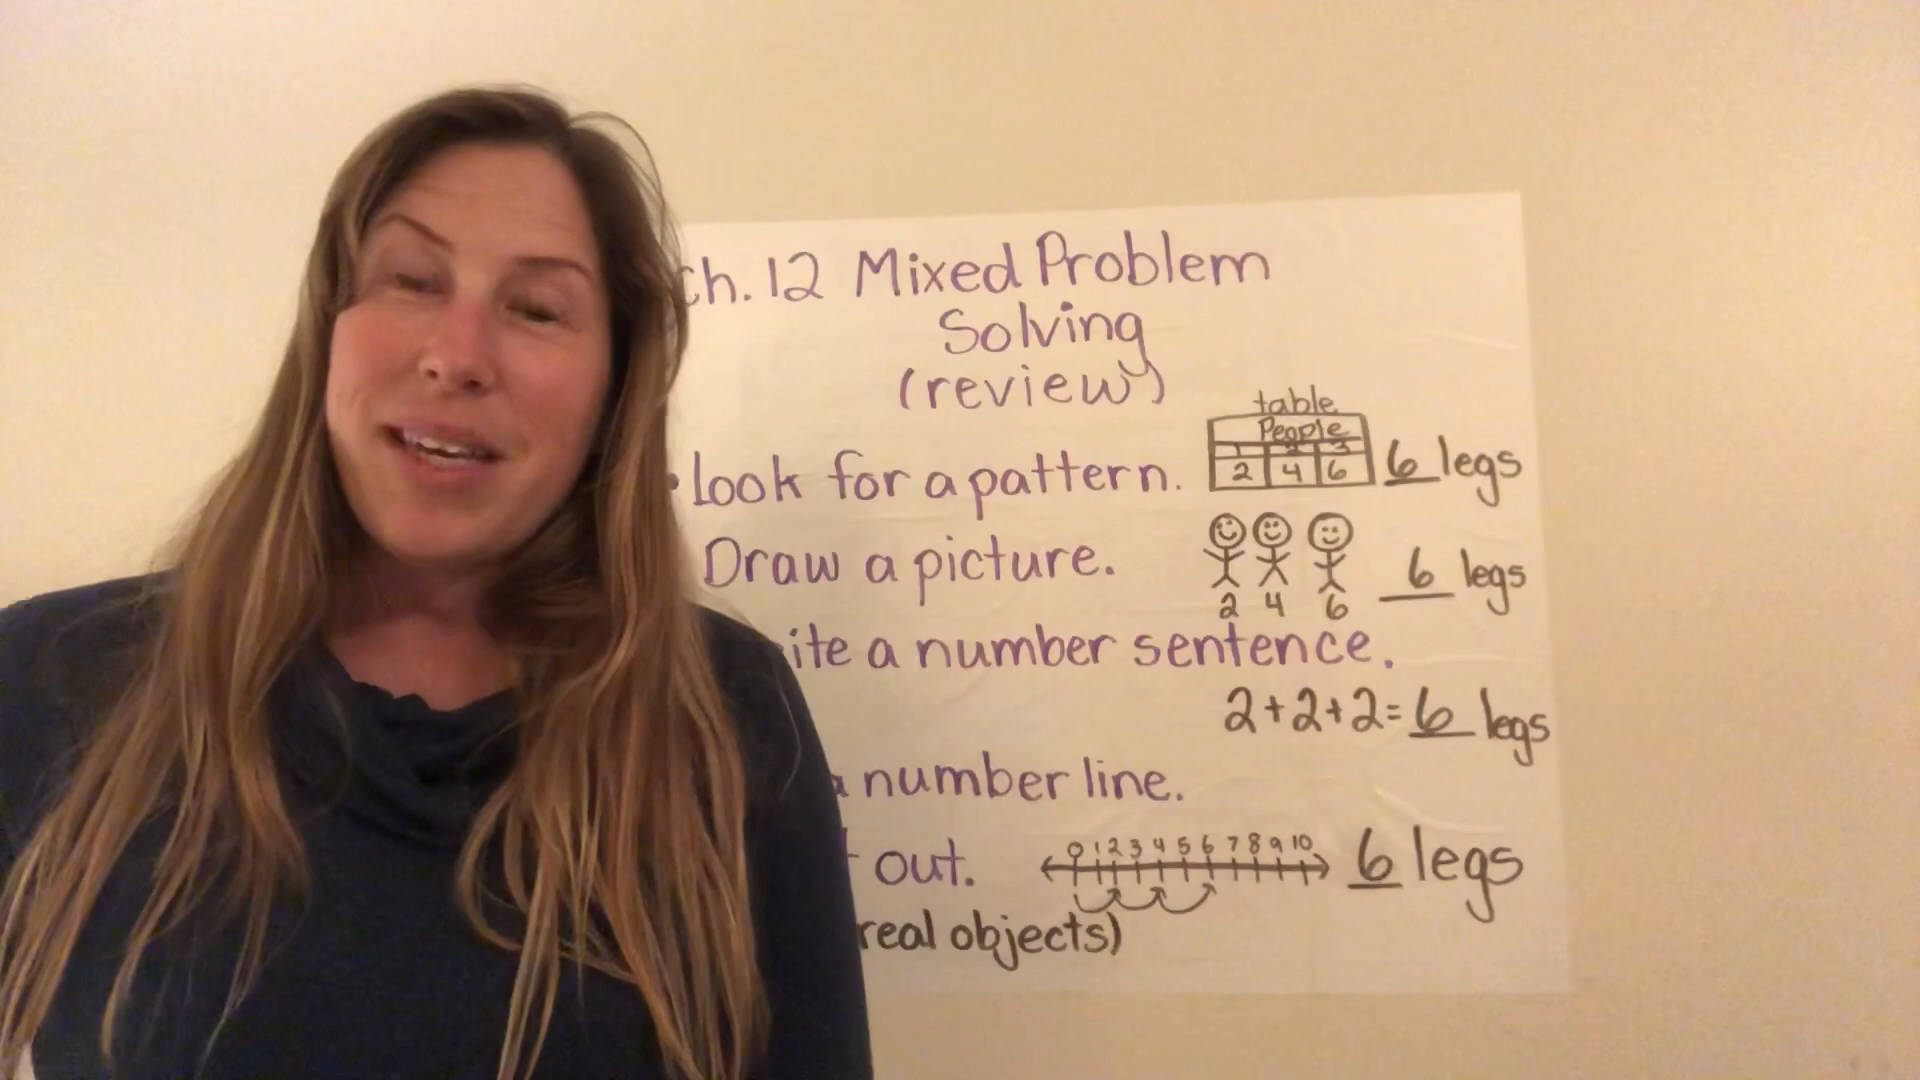 ch. 12 Mixed Problem
Solving
(review)
table
People
1 2 3
2 4 6
6 legs
• Look for a pattern.
Draw a picture.
2 4 6
6 legs
ite a number sentence.
2+2+2= 6 legs
a number line.
out.
0 1 2 3 4 5 6 7 8 9 10
6 legs
real objects)